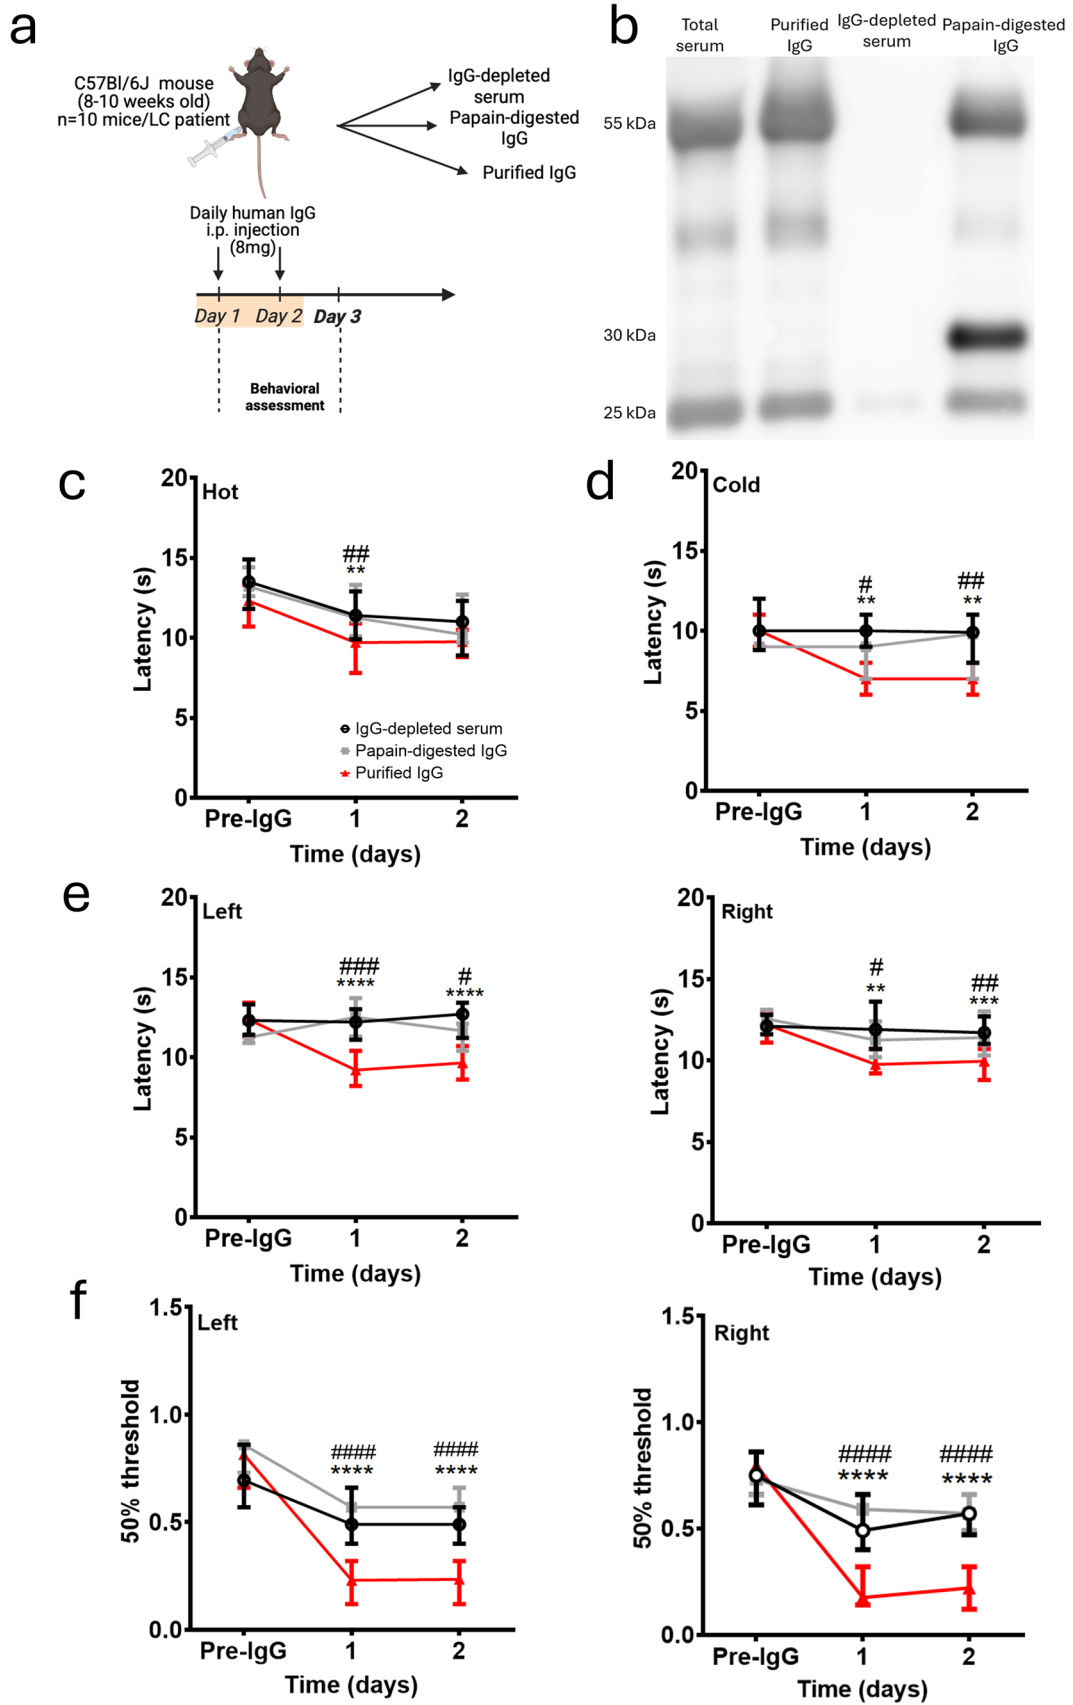 a
C57Bl/6J mouse
(8-10 weeks old)
n=10 mice/LC patient
IgG-depleted
serum
Papain-digested
IgG
Purified IgG
Daily human IgG
i.p. injection
(8mg)
Day 1 Day 2 Day 3
Behavioral
assessment
b
Total
serum
Purified
IgG
IgG-depleted
serum
Papain-digested
IgG
55 kDa
30 kDa
25 kDa
c
Hot
20
15
10
5
0
Latency (s)
##
**
IgG-depleted serum
Papain-digested IgG
Purified IgG
Pre-IgG 1 2
Time (days)
d
Cold
20
15
10
5
0
Latency (s)
#
**
##
**
Pre-IgG 1 2
Time (days)
e
Left
20
15
10
5
0
Latency (s)
###
****
#
****
Pre-IgG 1 2
Time (days)
Right
20
15
10
5
0
Latency (s)
#
**
##
***
Pre-IgG 1 2
Time (days)
f
Left
1.5
1.0
0.5
0.0
50% threshold
####
****
####
****
Pre-IgG 1 2
Time (days)
Right
1.5
1.0
0.5
0.0
50% threshold
####
****
####
****
Pre-IgG 1 2
Time (days)